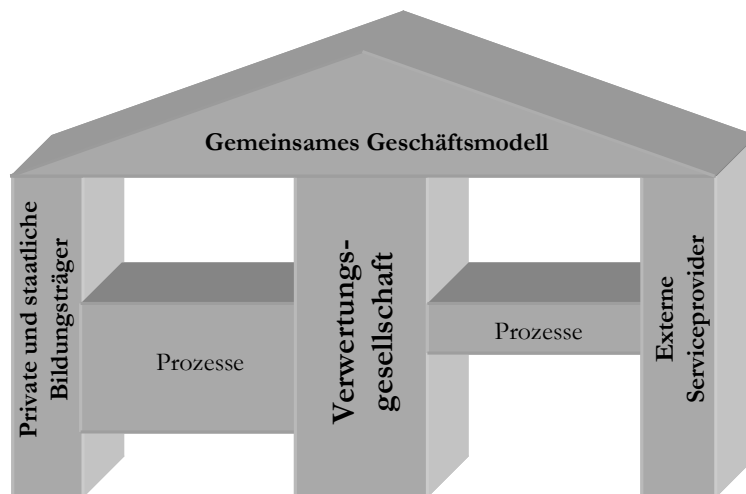 Gemeinsames Geschäftsmodell
Private und staatliche
Bildungsträger
Prozesse
Verwertungs-
gesellschaft
Prozesse
Externe
Serviceprovider